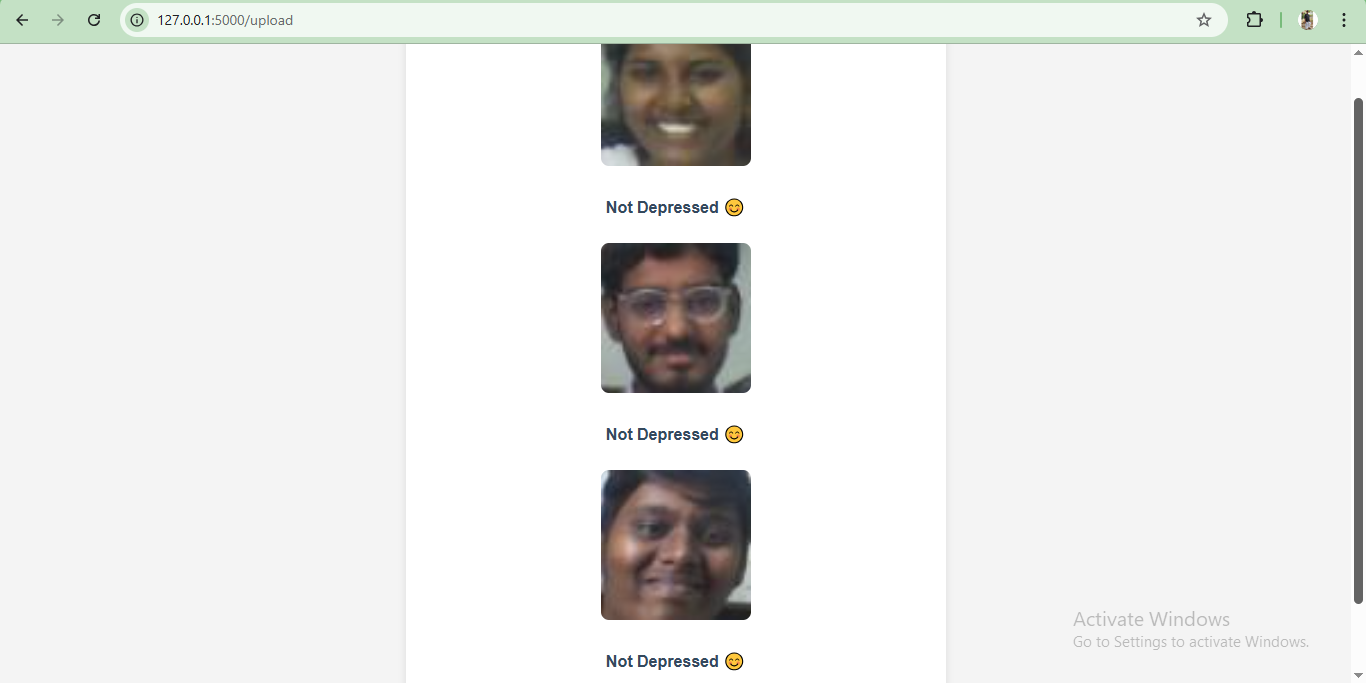 127.0.0.1:5000/upload
Not Depressed 😊
Not Depressed 😊
Not Depressed 😊
Activate Windows
Go to Settings to activate Windows.